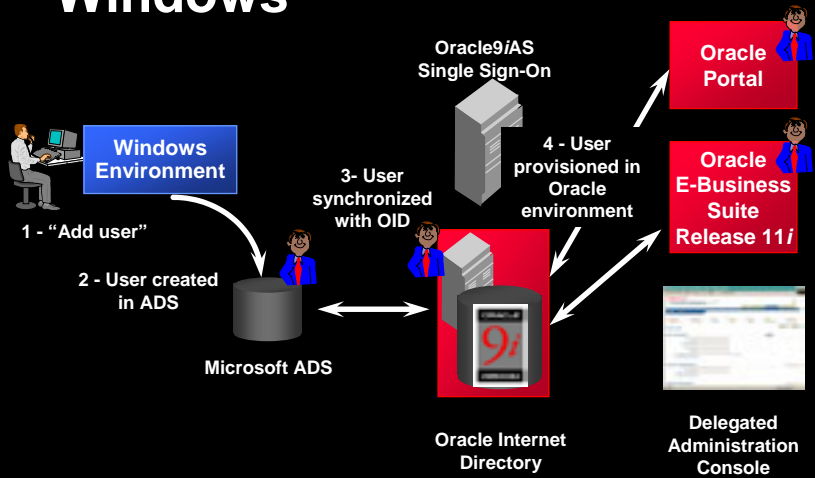 Windows
Oracle9iAS
Single Sign-On
Oracle
Portal
Windows
Environment
4 - User
provisioned in
Oracle
environment
3- User
synchronized
with OID
Oracle
E-Business
Suite
Release 11i
1 - “Add user”
2 - User created
in ADS
ORACLE
9i
Microsoft ADS
Oracle Internet
Directory
Delegated
Administration
Console